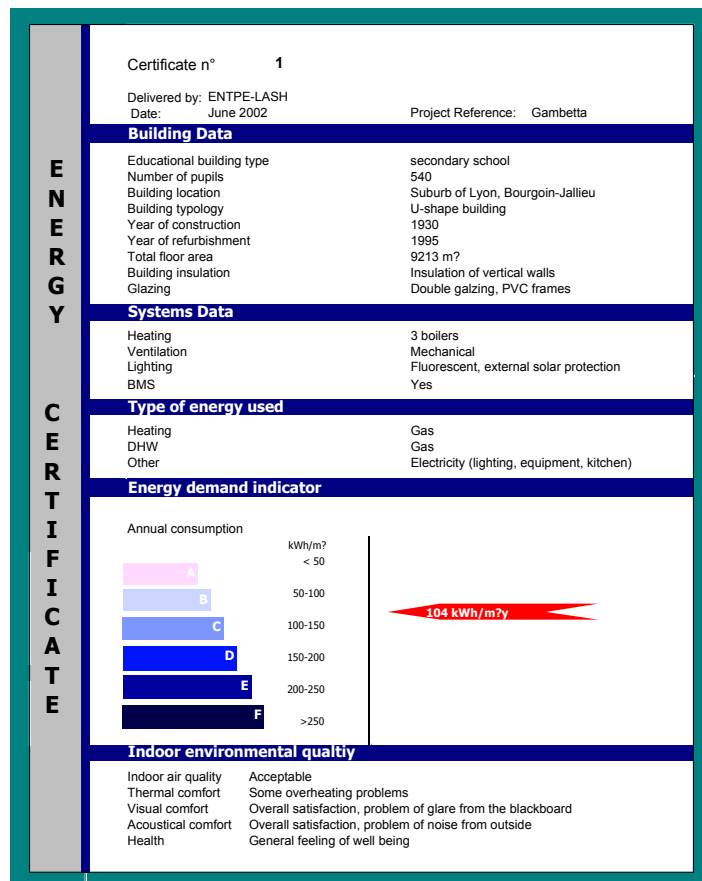 Certificate n° 1
Delivered by: ENTPE-LASH
Date: June 2002 Project Reference: Gambetta
Building Data
Educational building type secondary school
Number of pupils 540
Building location Suburb of Lyon, Bourgoin-Jallieu
Building typology U-shape building
Year of construction 1930
Year of refurbishment 1995
Total floor area 9213 m?
Building insulation Insulation of vertical walls
Glazing Double galzing, PVC frames
Systems Data
Heating 3 boilers
Ventilation Mechanical
Lighting Fluorescent, external solar protection
BMS Yes
Type of energy used
Heating Gas
DHW Gas
Other Electricity (lighting, equipment, kitchen)
Energy demand indicator
Annual consumption
kWh/m?
A < 50
B 50-100
C 100-150
D 150-200
E 200-250
F >250
104 kWh/m?y
Indoor environmental qualtiy
Indoor air quality Acceptable
Thermal comfort Some overheating problems
Visual comfort Overall satisfaction, problem of glare from the blackboard
Acoustical comfort Overall satisfaction, problem of noise from outside
Health General feeling of well being
ENERGY CERTIFICATE